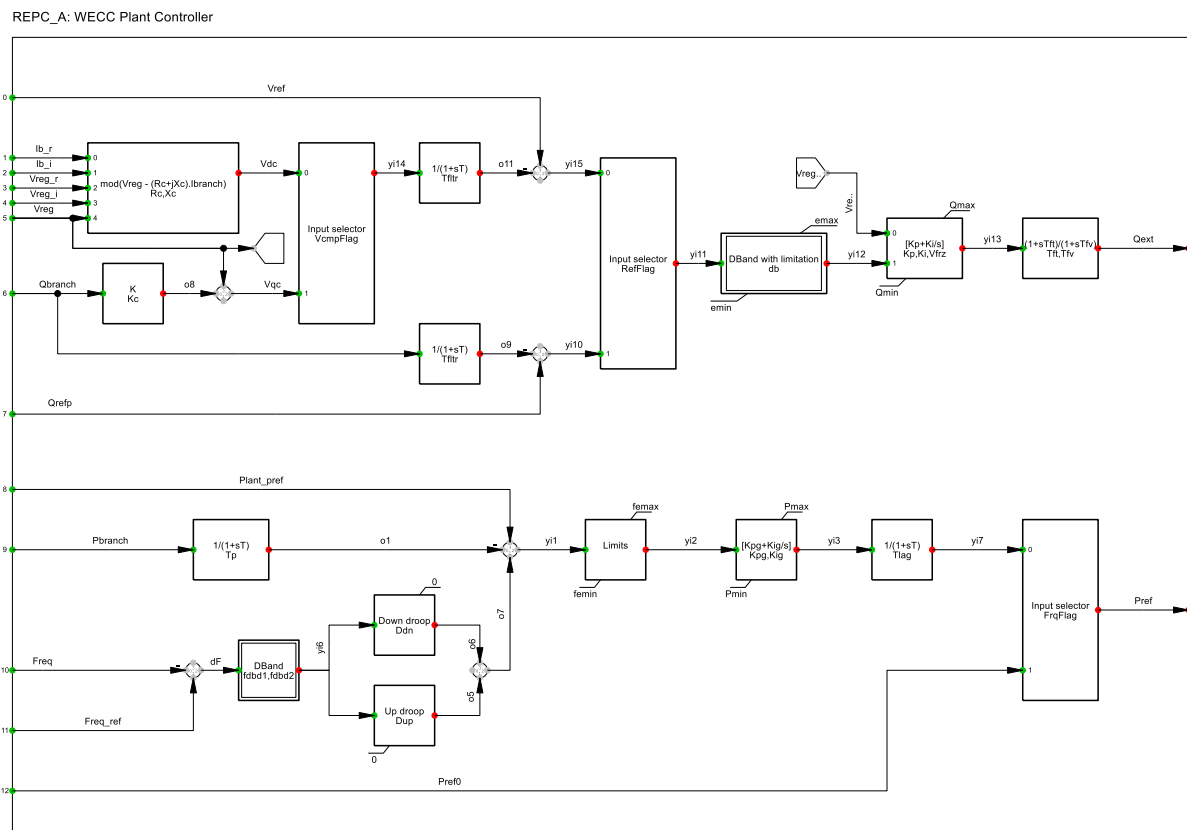 REPC_A: WECC Plant Controller
0
Vref
1
Ib_r
0
2
Ib_i
1
3
Vreg_r
2
4
Vreg_i
3
5
Vreg
4
mod(Vreg - (Rc+jXc).Ibranch)
Rc,Xc
Vdc
0
Input selector
VcmpFlag
1
yi14
1/(1+sT)
Tfltr
o11
-
yi15
0
Input selector
RefFlag
1
6
Qbranch
K
Kc
o8
Vqc
1/(1+sT)
Tfltr
o9
-
yi10
7
Qrefp
yi11
emax
DBand with limitation
db
emin
yi12
Vreg..
Vre..
Qmax
0
1
[Kp+Ki/s]
Kp,Ki,Vfrz
Qmin
yi13
(1+sTft)/(1+sTfv)
Tft,Tfv
Qext
8
Plant_pref
9
Pbranch
1/(1+sT)
Tp
o1
-
yi1
femax
Limits
femin
yi2
Pmax
[Kpg+Kig/s]
Kpg,Kig
Pmin
yi3
1/(1+sT)
Tlag
yi7
0
Input selector
FrqFlag
1
Pref
10
Freq
-
dF
DBand
fdbd1,fdbd2
yi6
0
Down droop
Ddn
o6
o7
Up droop
Dup
0
o5
11
Freq_ref
12
Pref0